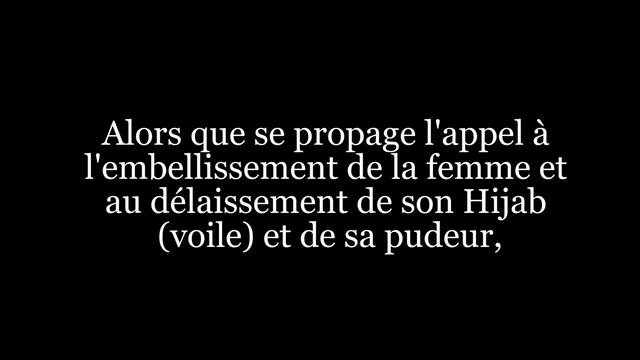 Alors que se propage l'appel à
l'embellissement de la femme et
au délaissement de son Hijab
(voile) et de sa pudeur,